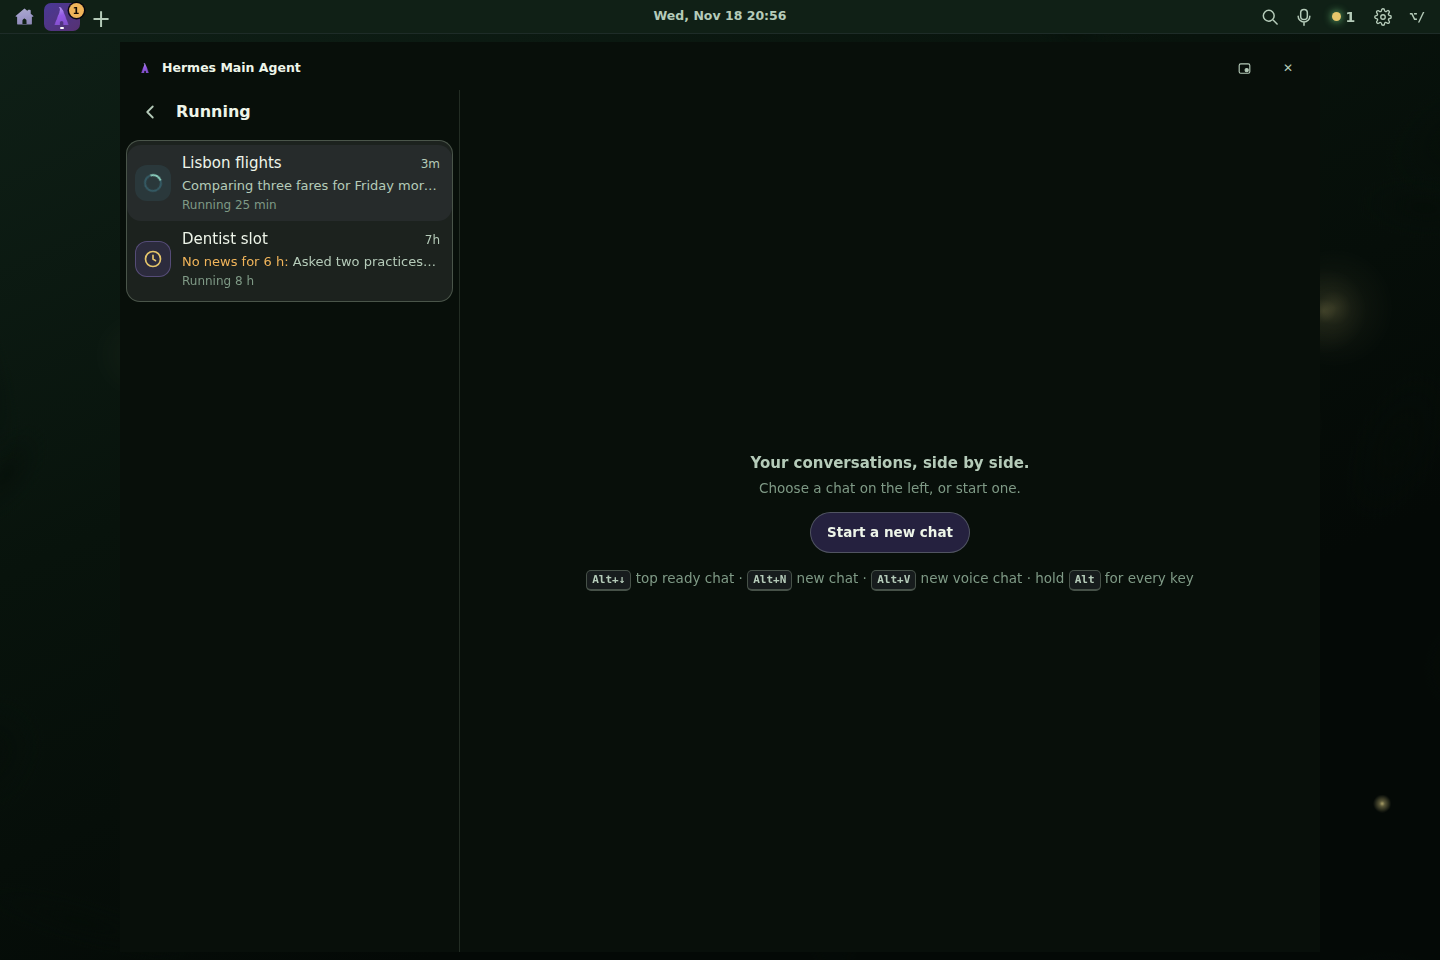 1
Wed, Nov 18 20:56
1
⌥/
Hermes Main Agent
×
Running
Lisbon flights 3m
Comparing three fares for Friday mor…
Running 25 min
Dentist slot 7h
No news for 6 h: Asked two practices…
Running 8 h
Your conversations, side by side.
Choose a chat on the left, or start one.
Start a new chat
Alt+↓ top ready chat · Alt+N new chat · Alt+V new voice chat · hold Alt for every key